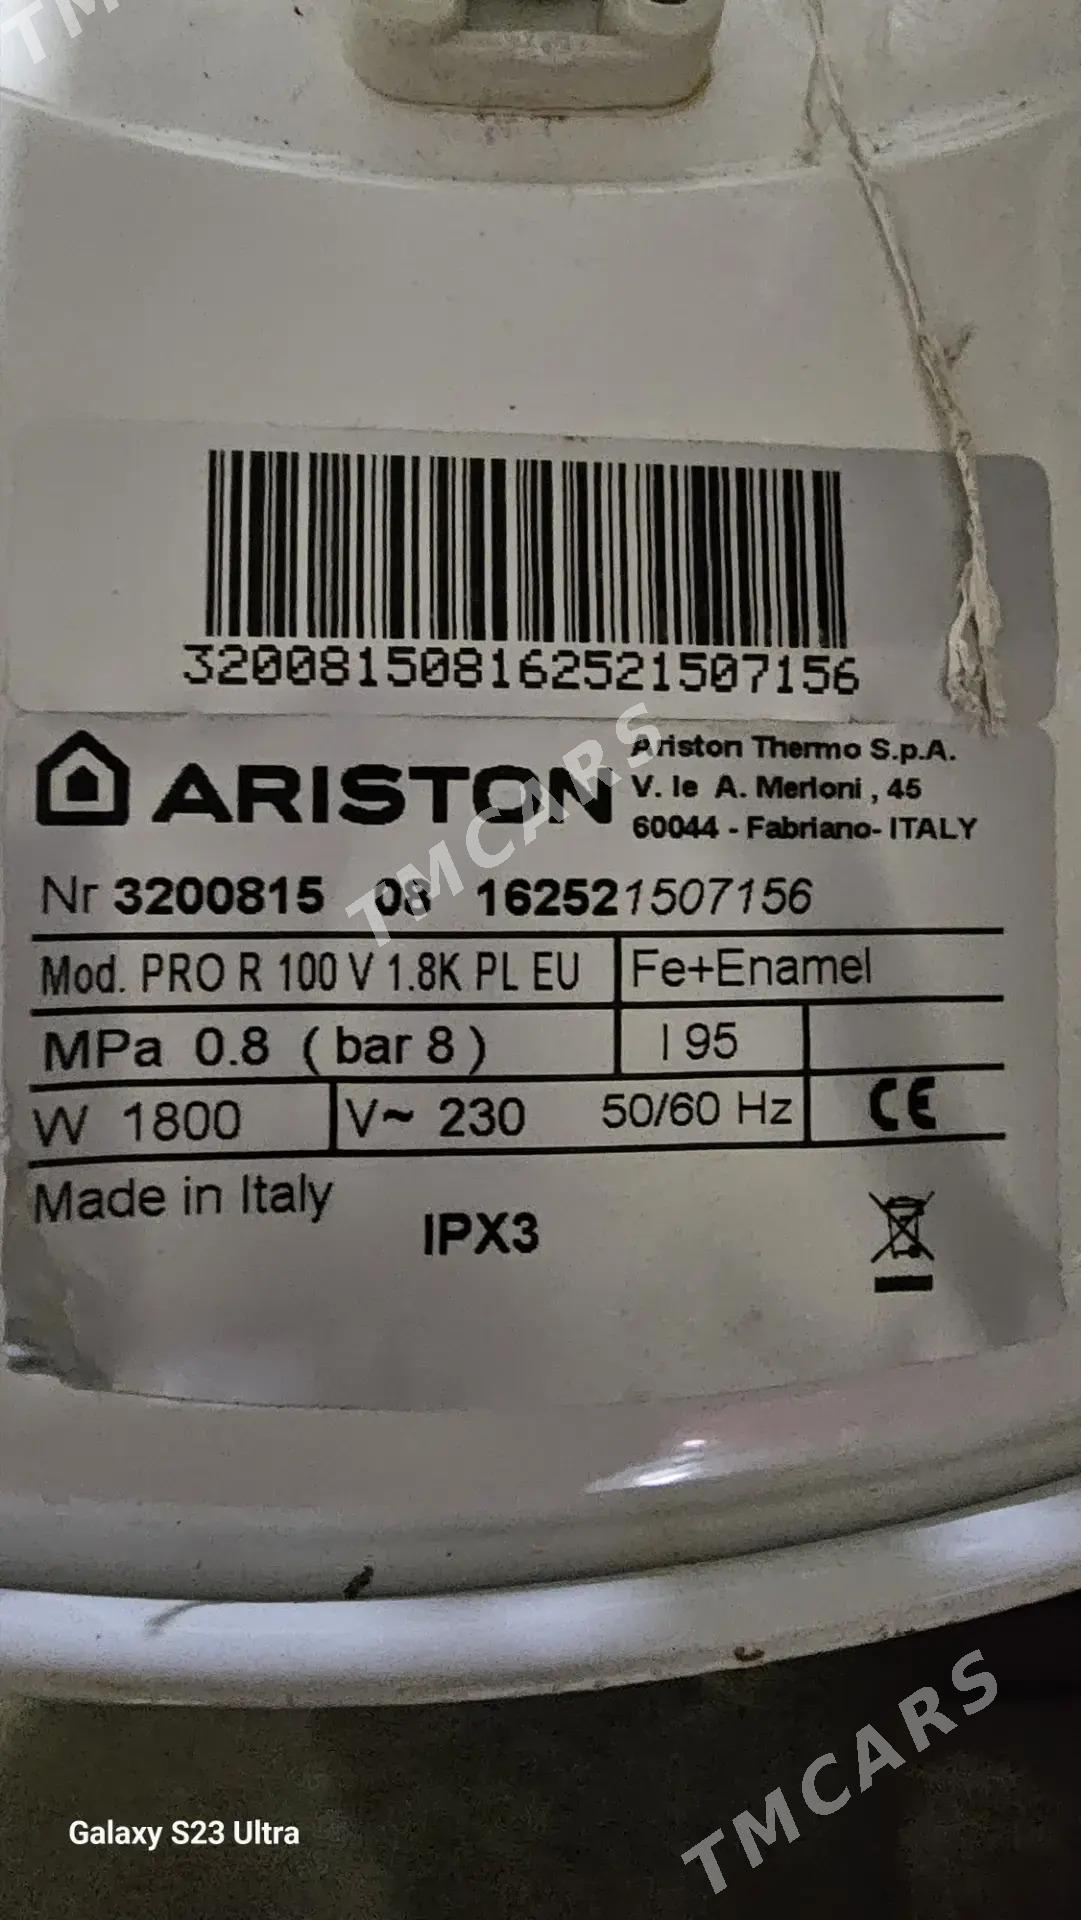 320081508162521507156
ARISTON
Ariston Thermo S.p.A.
V. le A. Merloni , 45
60044 - Fabriano- ITALY
Nr 3200815 08 162521507156
Mod. PRO R 100 V 1.8K PL EU Fe+Enamel
MPa 0.8 ( bar 8 ) I 95
W 1800 V~ 230 50/60 Hz CE
Made in Italy
IPX3
TMCARS
TMCARS
Galaxy S23 Ultra